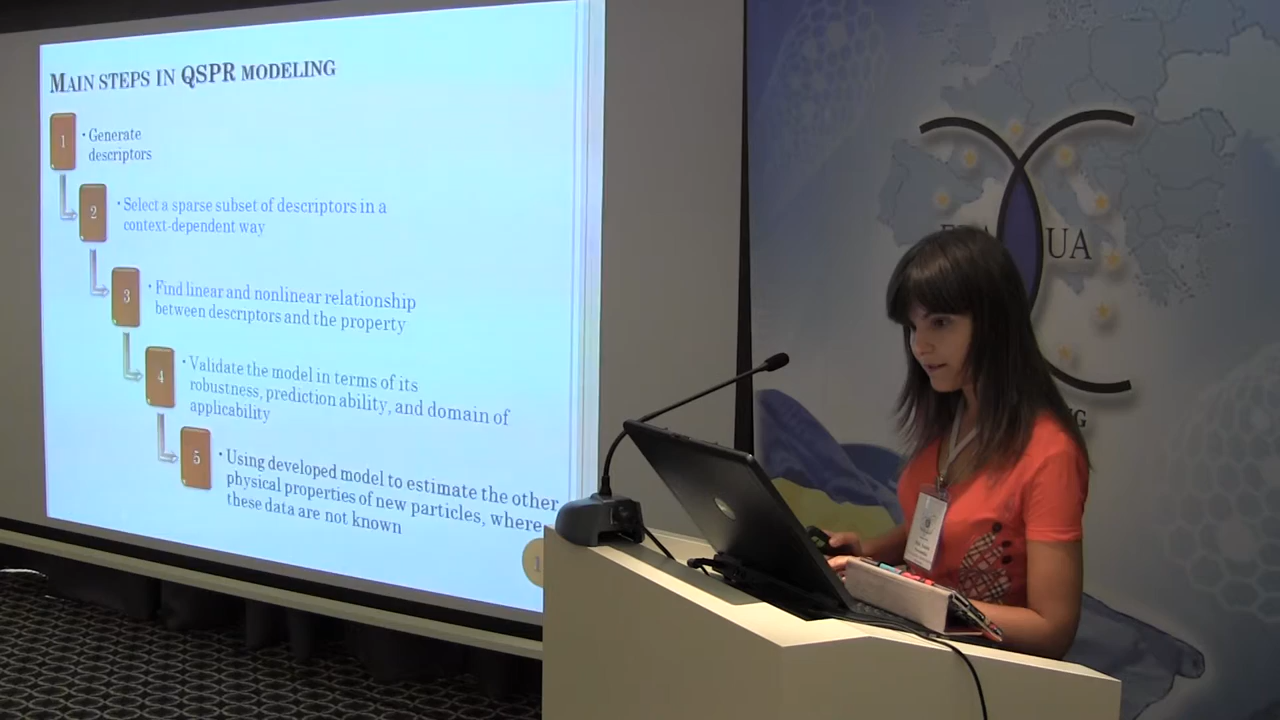 MAIN STEPS IN QSPR MODELING
1
• Generate
descriptors
2
• Select a sparse subset of descriptors in a
context-dependent way
3
• Find linear and nonlinear relationship
between descriptors and the property
4
• Validate the model in terms of its
robustness, prediction ability, and domain of
applicability
5
• Using developed model to estimate the other
physical properties of new particles, where
these data are not known
UA